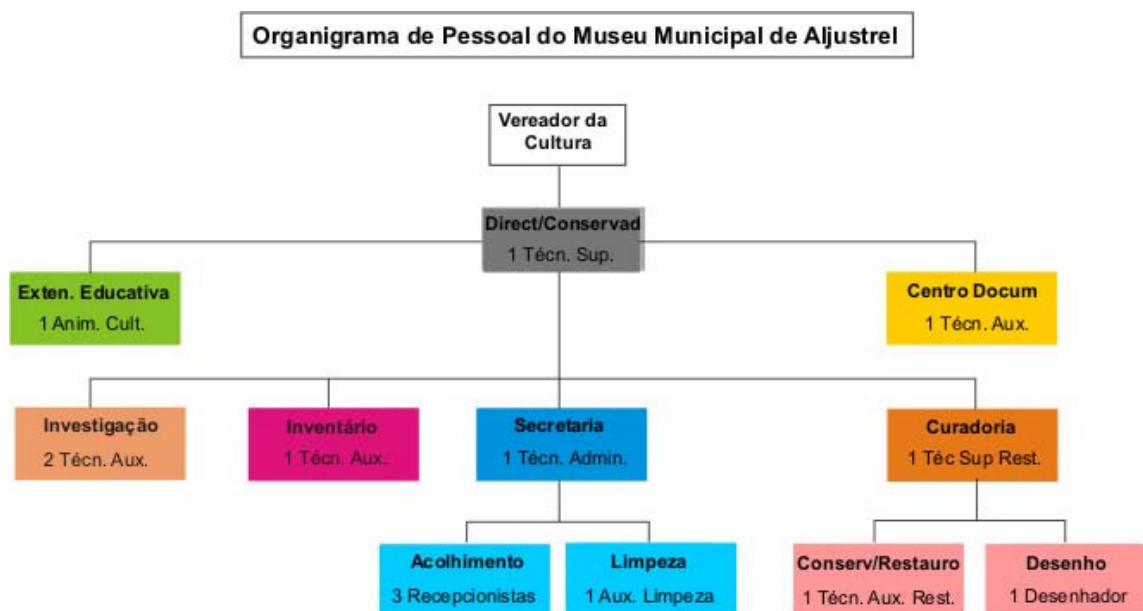 Organigrama de Pessoal do Museu Municipal de Aljustrel
Vereador da
Cultura
Direct/Conservad
1 Técn. Sup.
Exten. Educativa
1 Anim. Cult.
Centro Docum
1 Técn. Aux.
Investigação
2 Técn. Aux.
Inventário
1 Técn. Aux.
Secretaria
1 Técn. Admin.
Curadoria
1 Téc Sup Rest.
Acolhimento
3 Recepcionistas
Limpeza
1 Aux. Limpeza
Conserv/Restauro
1 Técn. Aux. Rest.
Desenho
1 Desenhador